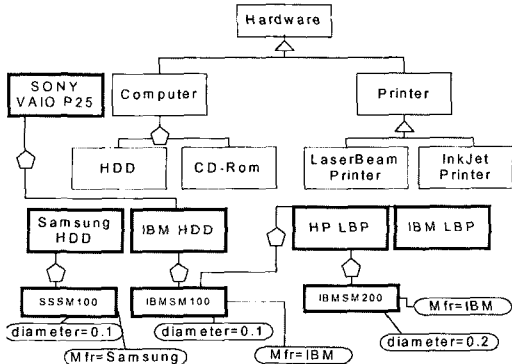 Hardware
SONY
VAIO P25
Computer
Printer
HDD
CD-Rom
LaserBeam
Printer
InkJet
Printer
Samsung
HDD
IBM HDD
HP LBP
IBM LBP
SSSM100
IBMSM100
IBMSM200
Mfr=IBM
diameter=0.1
diameter=0.1
diameter=0.2
Mfr=Samsung
Mfr=IBM